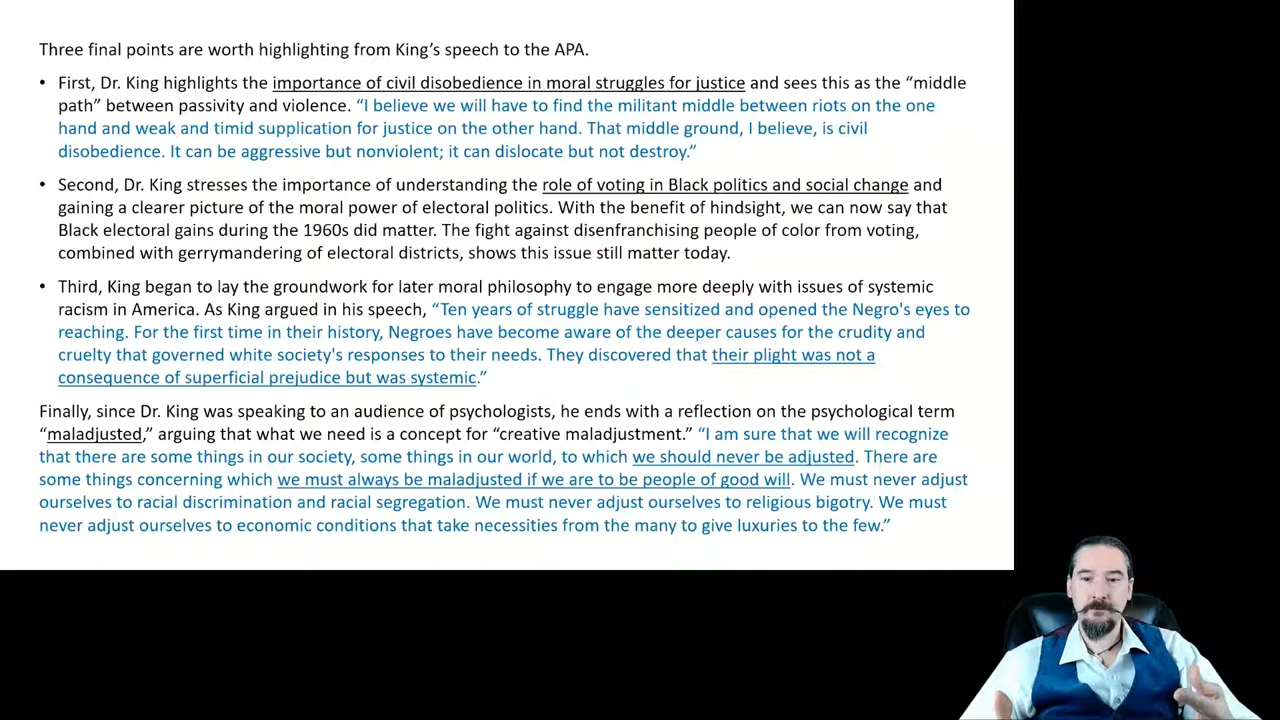 Three final points are worth highlighting from King’s speech to the APA.
• First, Dr. King highlights the importance of civil disobedience in moral struggles for justice and sees this as the “middle
path” between passivity and violence. “I believe we will have to find the militant middle between riots on the one
hand and weak and timid supplication for justice on the other hand. That middle ground, I believe, is civil
disobedience. It can be aggressive but nonviolent; it can dislocate but not destroy.”
• Second, Dr. King stresses the importance of understanding the role of voting in Black politics and social change and
gaining a clearer picture of the moral power of electoral politics. With the benefit of hindsight, we can now say that
Black electoral gains during the 1960s did matter. The fight against disenfranchising people of color from voting,
combined with gerrymandering of electoral districts, shows this issue still matter today.
• Third, King began to lay the groundwork for later moral philosophy to engage more deeply with issues of systemic
racism in America. As King argued in his speech, “Ten years of struggle have sensitized and opened the Negro's eyes to
reaching. For the first time in their history, Negroes have become aware of the deeper causes for the crudity and
cruelty that governed white society's responses to their needs. They discovered that their plight was not a
consequence of superficial prejudice but was systemic.”
Finally, since Dr. King was speaking to an audience of psychologists, he ends with a reflection on the psychological term
“maladjusted,” arguing that what we need is a concept for “creative maladjustment.” “I am sure that we will recognize
that there are some things in our society, some things in our world, to which we should never be adjusted. There are
some things concerning which we must always be maladjusted if we are to be people of good will. We must never adjust
ourselves to racial discrimination and racial segregation. We must never adjust ourselves to religious bigotry. We must
never adjust ourselves to economic conditions that take necessities from the many to give luxuries to the few.”